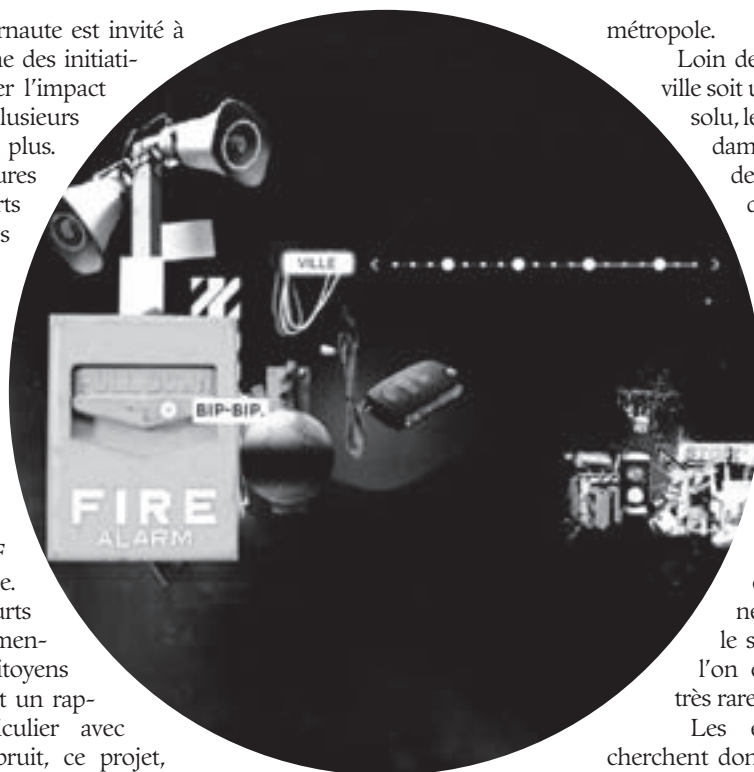 rnaute est invité à
ne des initiati-
er l'impact
lusieurs
plus.
ures
rts
s
VILLE
BIP-BIP.
FIRE
ALARM
F
e.
urts
men-
itoyens
t un rap-
iculier avec
bruit, ce projet,
métropole.
Loin de
ville soit u
solu, le
dam
de
ne
le s
l'on
très rare
Les
cherchent don